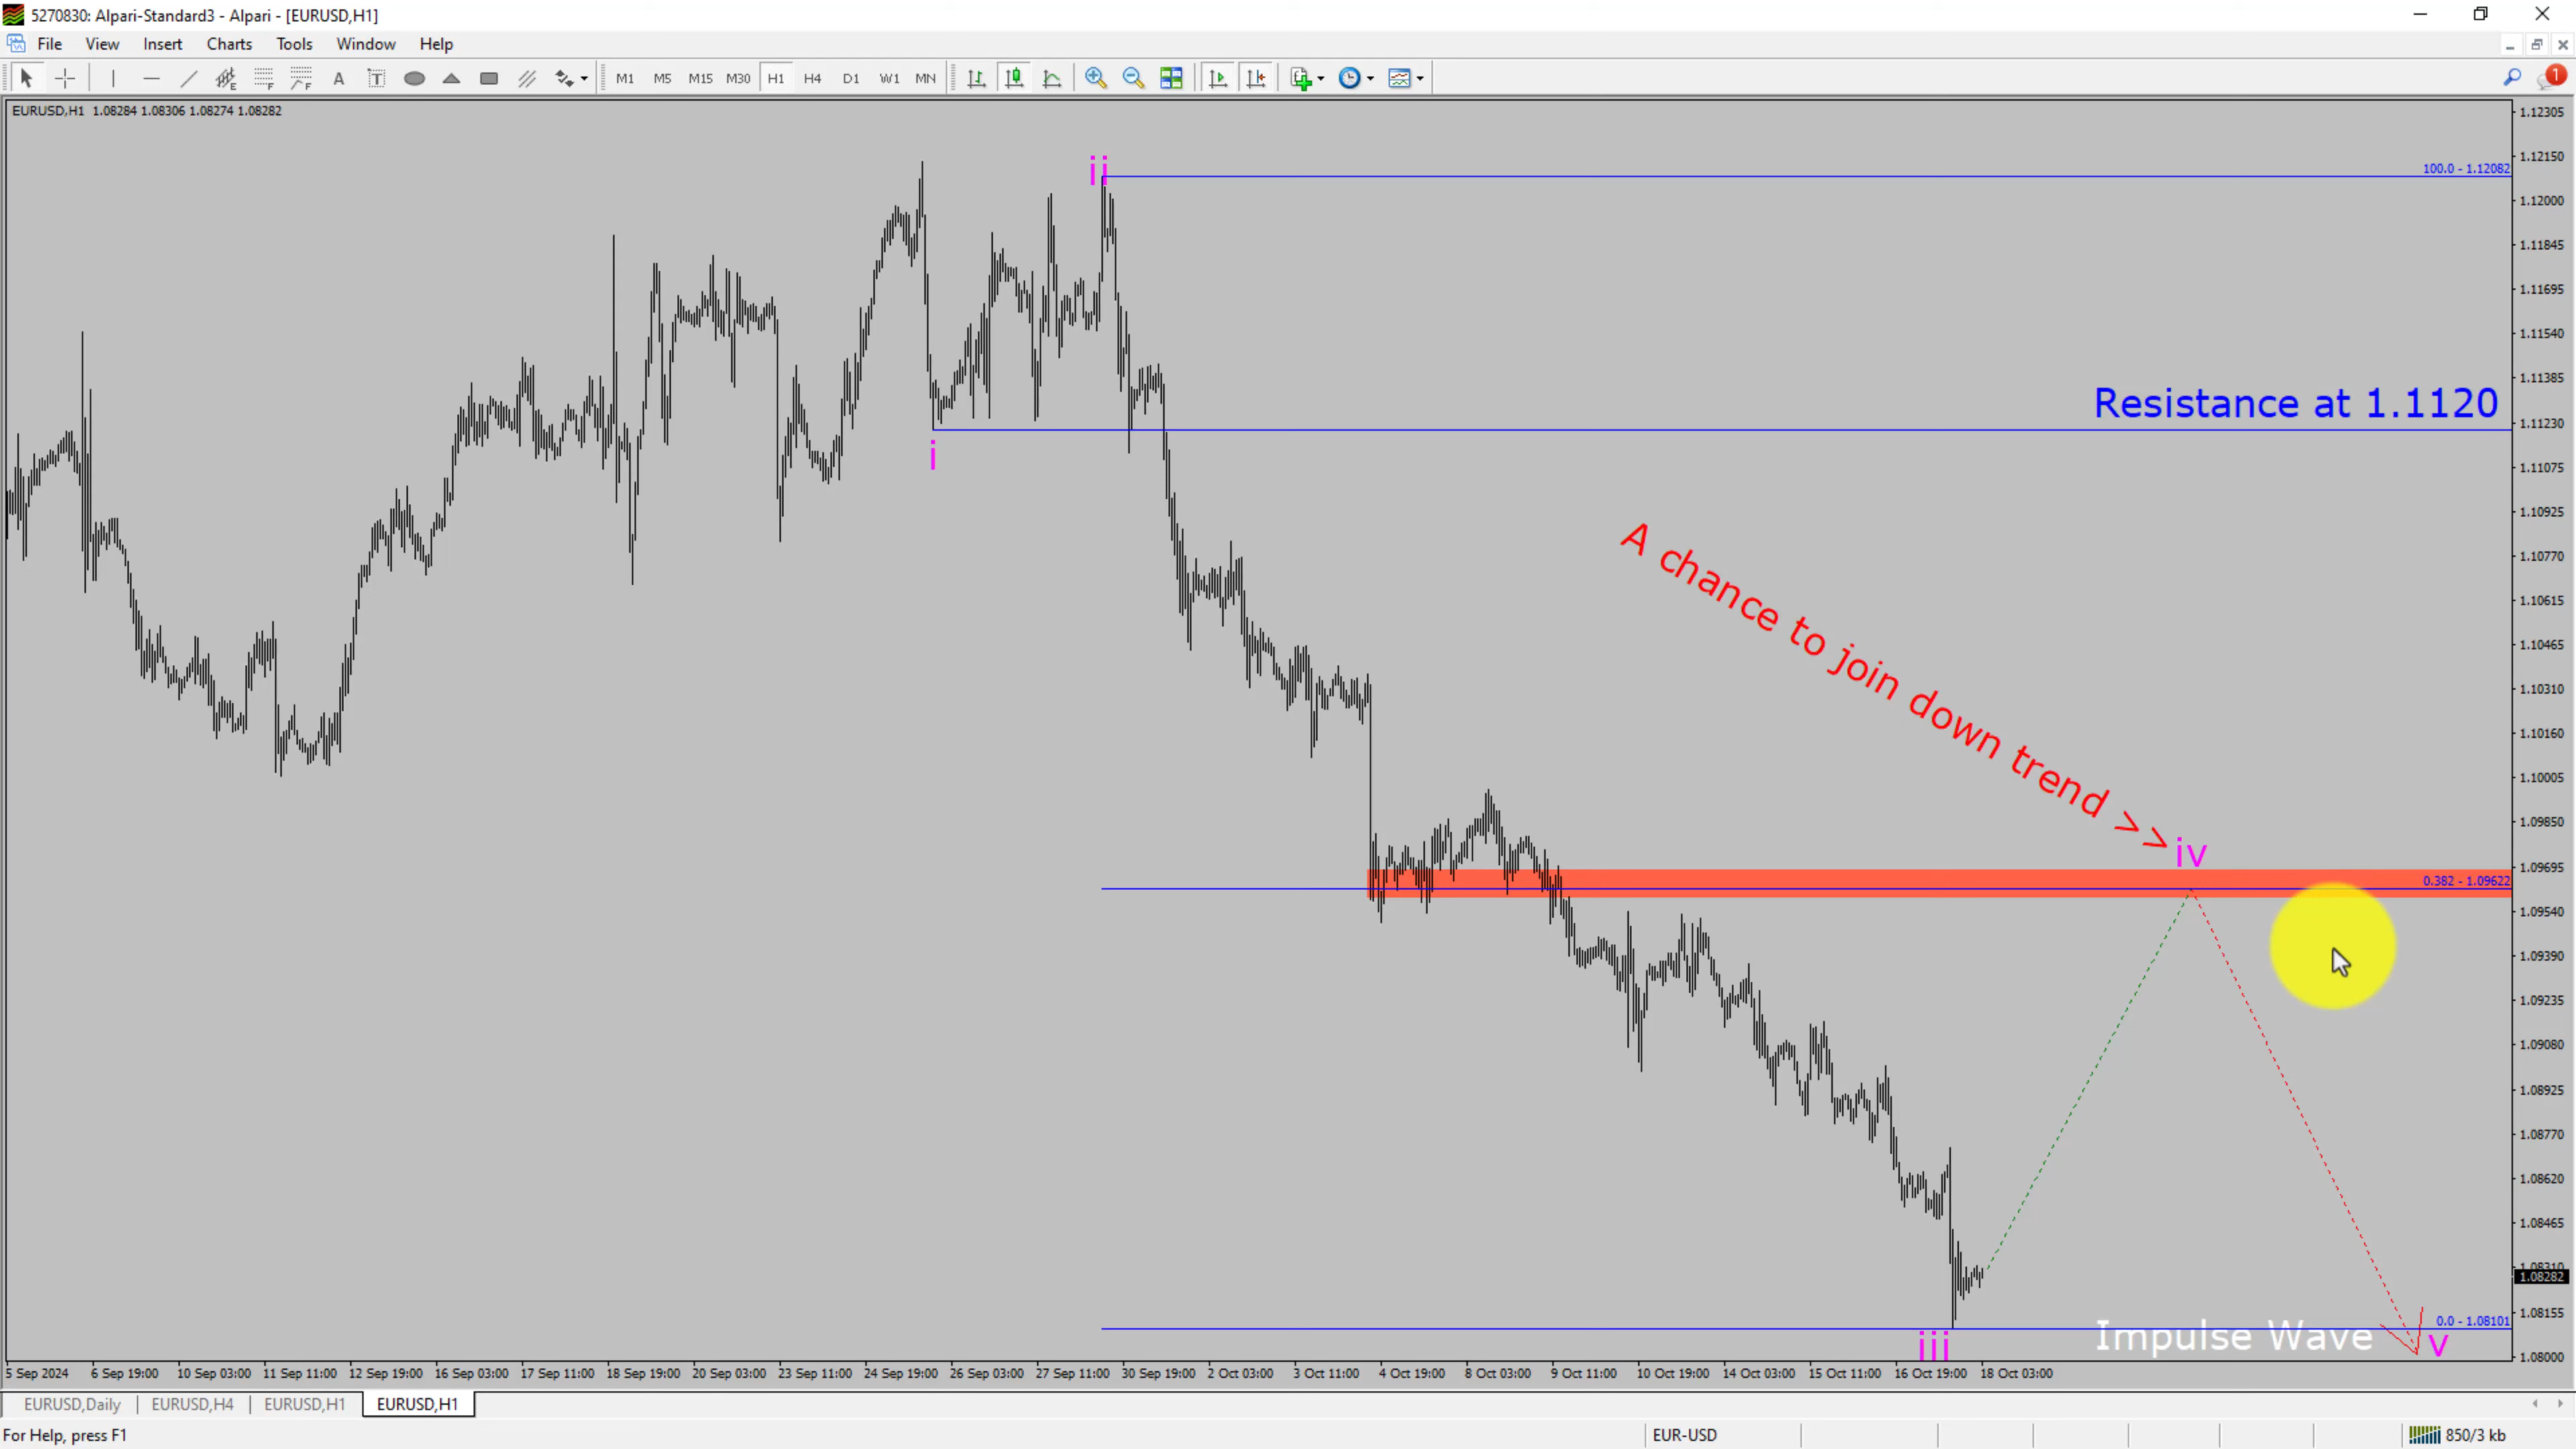 5270830: Alpari-Standard3 - Alpari - [EURUSD,H1]
File View Insert Charts Tools Window Help
A T M1 M5 M15 M30 H1 H4 D1 W1 MN 1
EURUSD,H1 1.08284 1.08306 1.08274 1.08282
1.12305
1.12150
ii
100.0 - 1.12082
1.12000
1.11845
1.11695
1.11540
1.11385
Resistance at 1.1120
1.11230
i
1.11075
1.10925
1.10770
1.10615
1.10465
1.10310
1.10160
1.10005
A chance to join down trend >>
1.09850
iv
1.09695
0.382 - 1.09622
1.09540
1.09390
1.09235
1.09080
1.08925
1.08770
1.08620
1.08465
1.08310
1.08282
1.08155
0.0 - 1.08101
iii
Impulse Wave
v
1.08000
5 Sep 2024 6 Sep 19:00 10 Sep 03:00 11 Sep 11:00 12 Sep 19:00 16 Sep 03:00 17 Sep 11:00 18 Sep 19:00 20 Sep 03:00 23 Sep 11:00 24 Sep 19:00 26 Sep 03:00 27 Sep 11:00 30 Sep 19:00 2 Oct 03:00 3 Oct 11:00 4 Oct 19:00 8 Oct 03:00 9 Oct 11:00 10 Oct 19:00 14 Oct 03:00 15 Oct 11:00 16 Oct 19:00 18 Oct 03:00
EURUSD,Daily EURUSD,H4 EURUSD,H1 EURUSD,H1
For Help, press F1 EUR-USD 850/3 kb